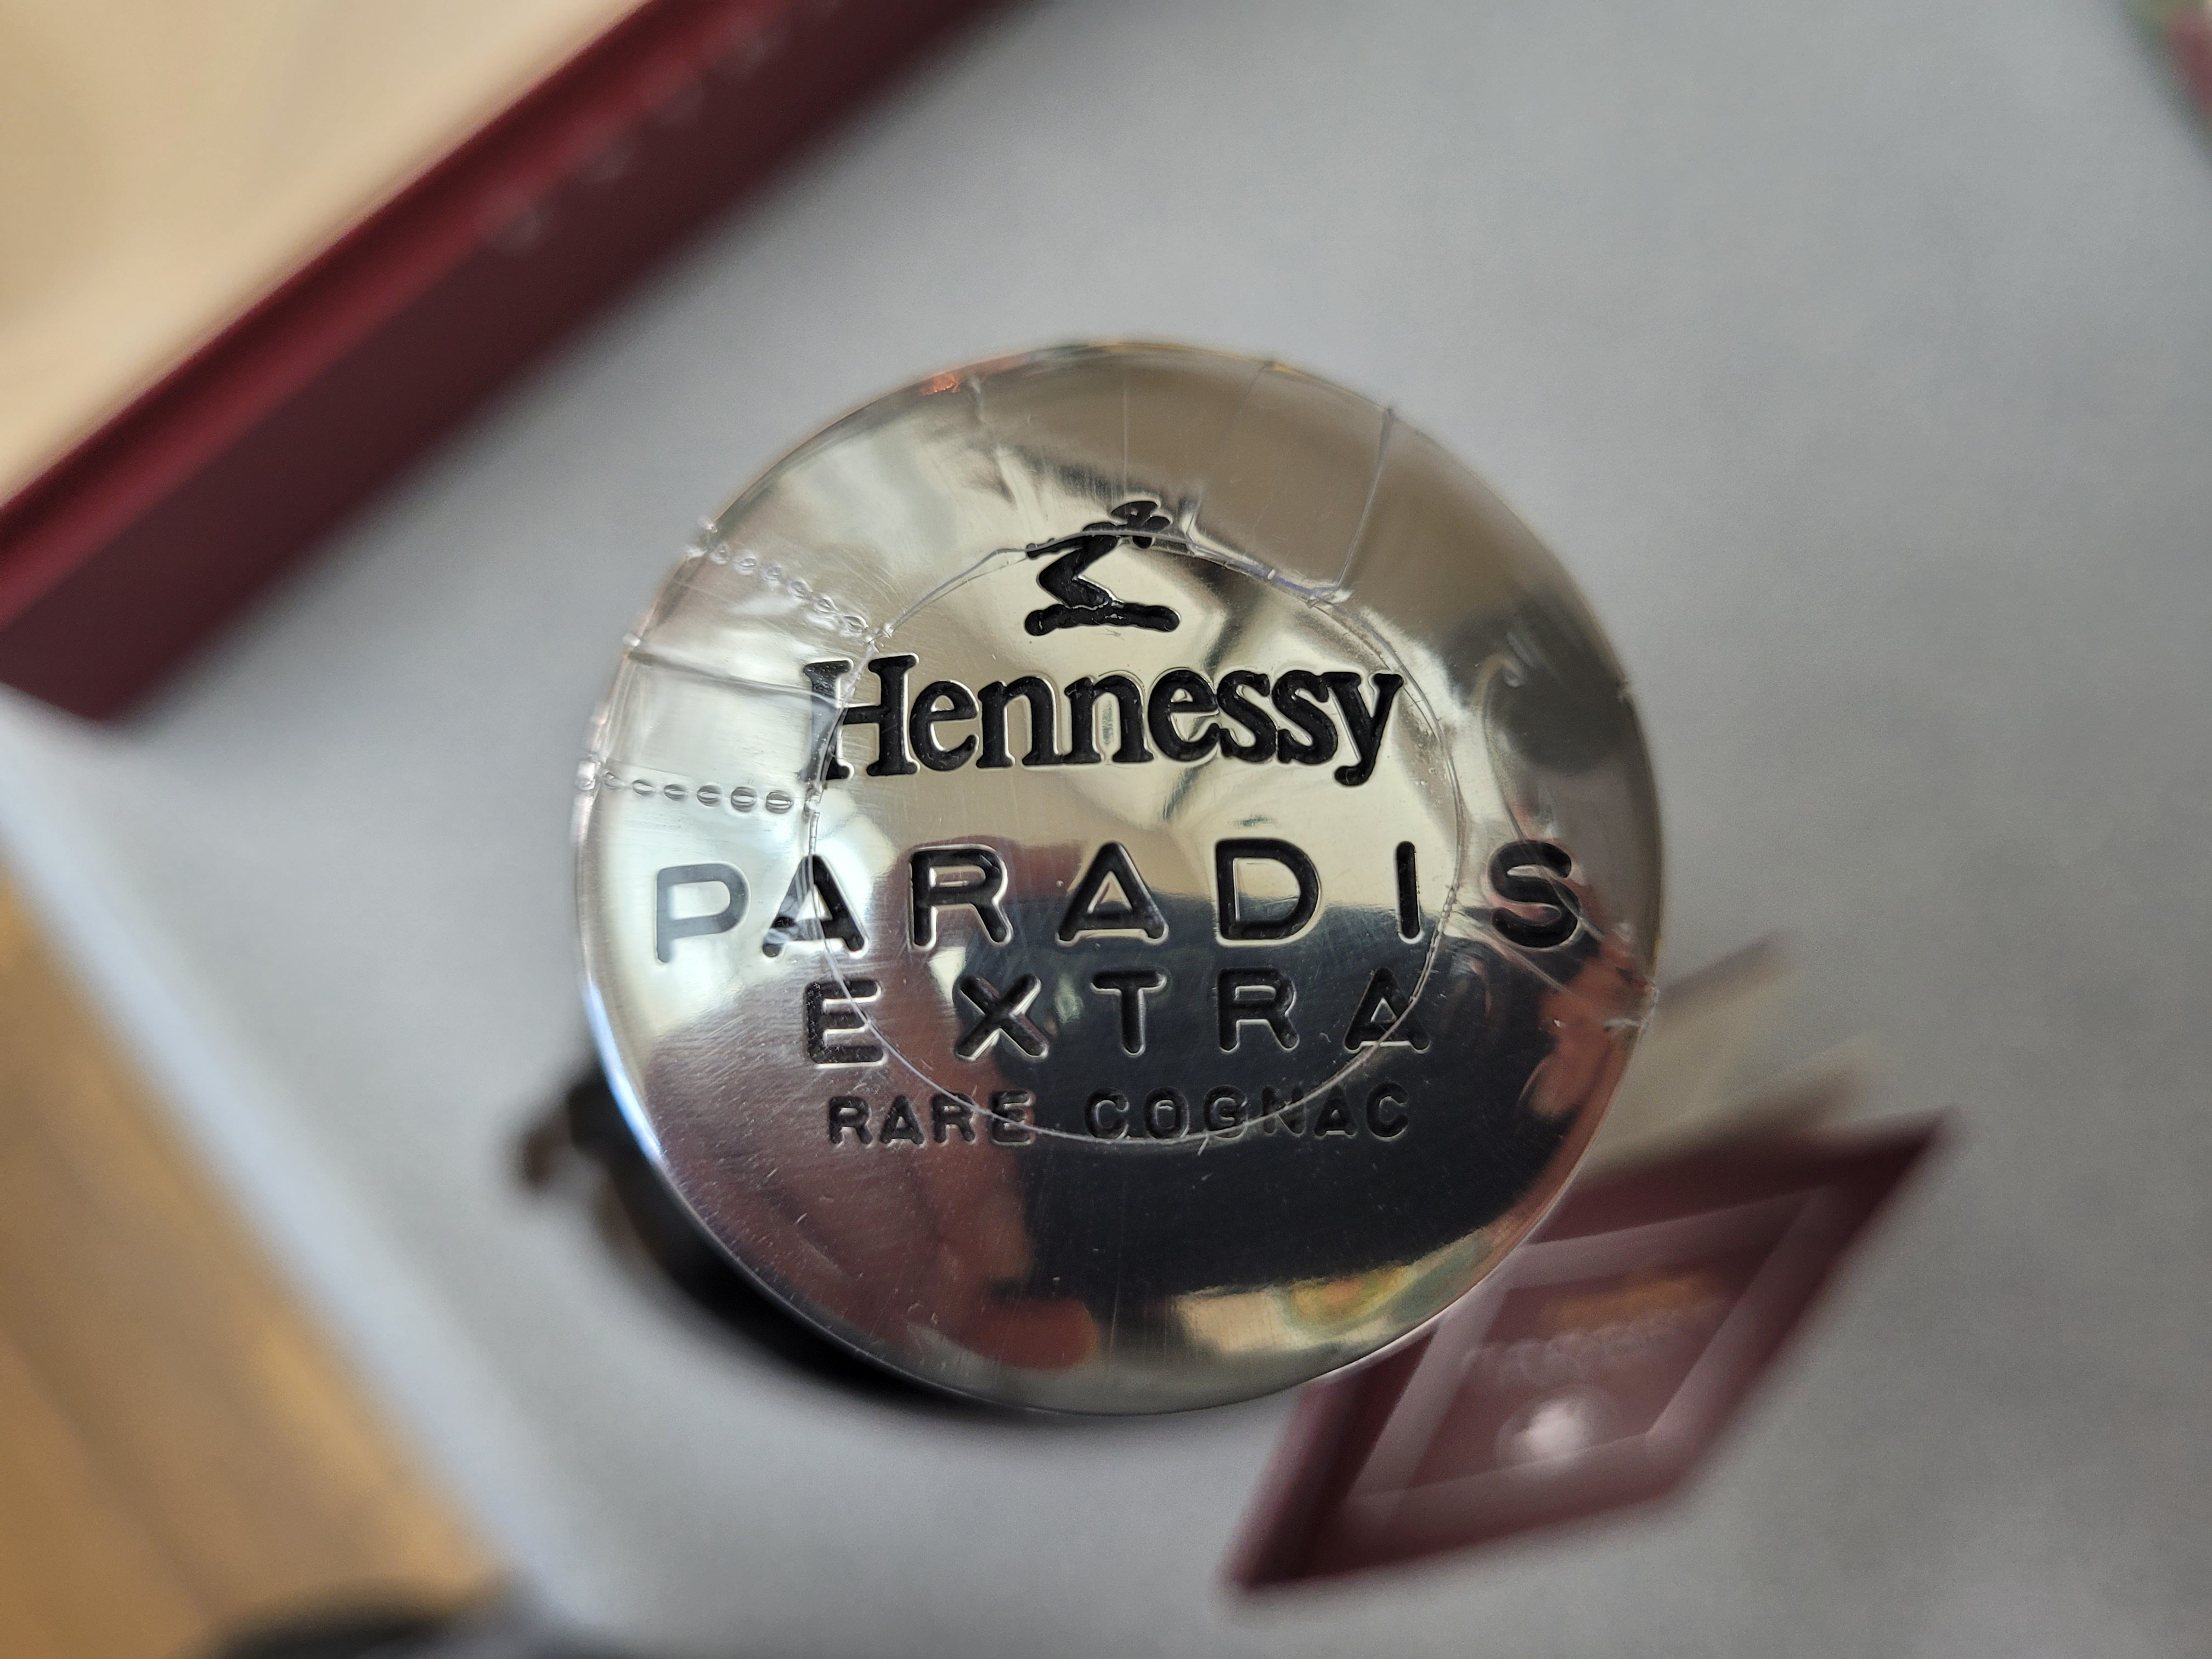 Hennessy
PARADIS
EXTRA
RARE COGNAC